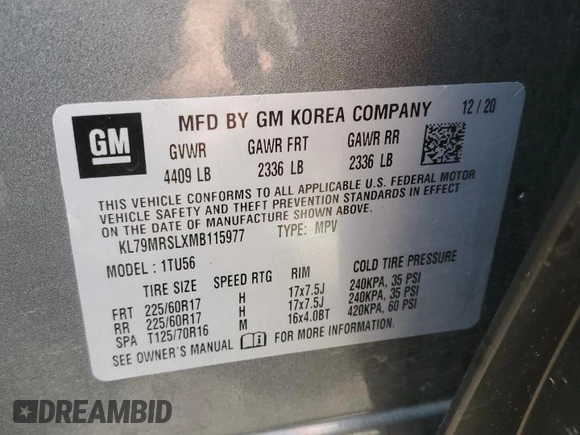 GM
MFD BY GM KOREA COMPANY 12/20
GVWR GAWR FRT GAWR RR
4409 LB 2336 LB 2336 LB
THIS VEHICLE CONFORMS TO ALL APPLICABLE U.S. FEDERAL MOTOR
VEHICLE SAFETY AND THEFT PREVENTION STANDARDS IN EFFECT
ON THE DATE OF MANUFACTURE SHOWN ABOVE.
KL79MRSLXMB115977 TYPE: MPV
MODEL: 1TU56
TIRE SIZE SPEED RTG RIM COLD TIRE PRESSURE
FRT 225/60R17 H 17x7.5J 240KPA, 35 PSI
RR 225/60R17 H 17x7.5J 240KPA, 35 PSI
SPA T125/70R16 M 16x4.0BT 420KPA, 60 PSI
SEE OWNER'S MANUAL FOR MORE INFORMATION.
DREAMBID